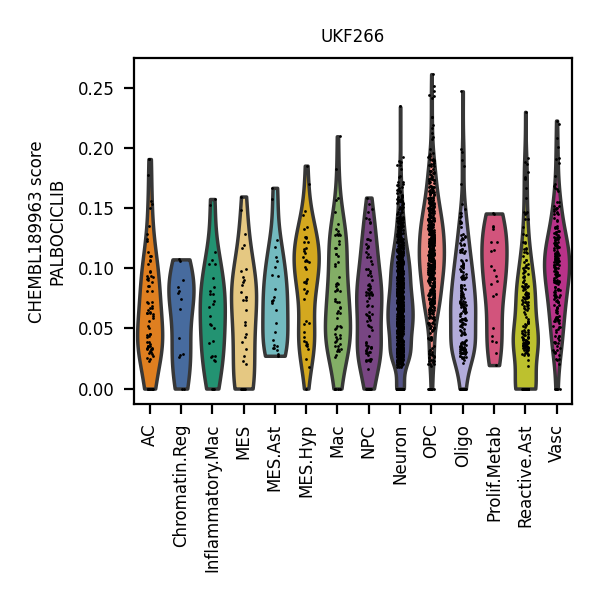 UKF266
CHEMBL189963 score
PALBOCICLIB
0.25
0.20
0.15
0.10
0.05
0.00
AC
Chromatin.Reg
Inflammatory.Mac
MES
MES.Ast
MES.Hyp
Mac
NPC
Neuron
OPC
Oligo
Prolif.Metab
Reactive.Ast
Vasc